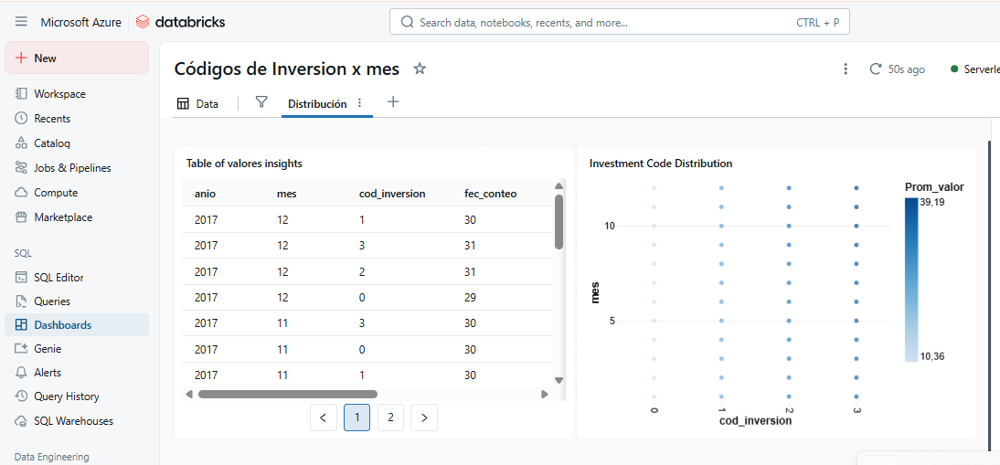 Microsoft Azure databricks
Search data, notebooks, recents, and more... CTRL + P
New
Workspace
Recents
Catalog
Jobs & Pipelines
Compute
Marketplace
SQL
SQL Editor
Queries
Dashboards
Genie
Alerts
Query History
SQL Warehouses
Data Engineering
Códigos de Inversion x mes
50s ago
Serverle
Data
Distribución
Table of valores insights
anio mes cod_inversion fec_conteo
2017 12 1 30
2017 12 3 31
2017 12 2 31
2017 12 0 29
2017 11 3 30
2017 11 0 30
2017 11 1 30
< 1 2 >
Investment Code Distribution
mes
10
5
0 1 2 3
cod_inversion
Prom_valor
39,19
10,36